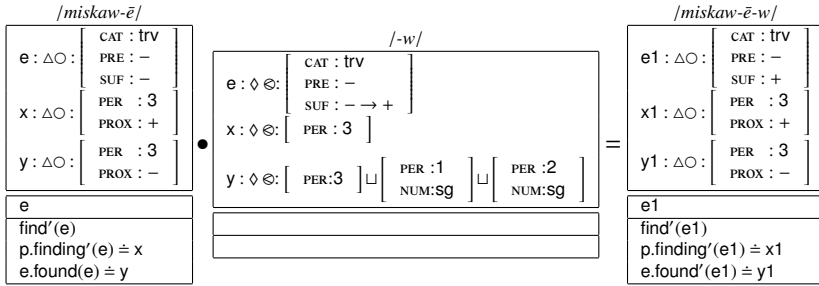 /miskaw-ē/
e : △○ : [ CAT : trv
PRE : −
SUF : − ]
x : △○ : [ PER : 3
PROX : + ]
y : △○ : [ PER : 3
PROX : − ]
e
find′(e)
p.finding′(e) ≐ x
e.found(e) ≐ y
•
/-w/
e : ◊ ⧀: [ CAT : trv
PRE : −
SUF : − → + ]
x : ◊ ⧀: [ PER : 3 ]
y : ◊ ⧀: [ PER:3 ] ⊔ [ PER :1
NUM:sg ] ⊔ [ PER :2
NUM:sg ]
=
/miskaw-ē-w/
e1 : △○ : [ CAT : trv
PRE : −
SUF : + ]
x1 : △○ : [ PER : 3
PROX : + ]
y1 : △○ : [ PER : 3
PROX : − ]
e1
find′(e1)
p.finding′(e1) ≐ x1
e.found′(e1) ≐ y1